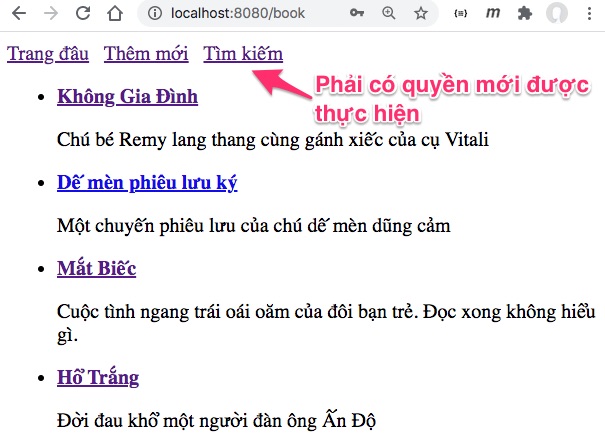 localhost:8080/book
Trang đầu Thêm mới Tìm kiếm
Phải có quyền mới được
thực hiện
Không Gia Đình
Chú bé Remy lang thang cùng gánh xiếc của cụ Vitali
Dế mèn phiêu lưu ký
Một chuyến phiêu lưu của chú dế mèn dũng cảm
Mắt Biếc
Cuộc tình ngang trái oái oăm của đôi bạn trẻ. Đọc xong không hiểu
gì.
Hổ Trắng
Đời đau khổ một người đàn ông Ấn Độ